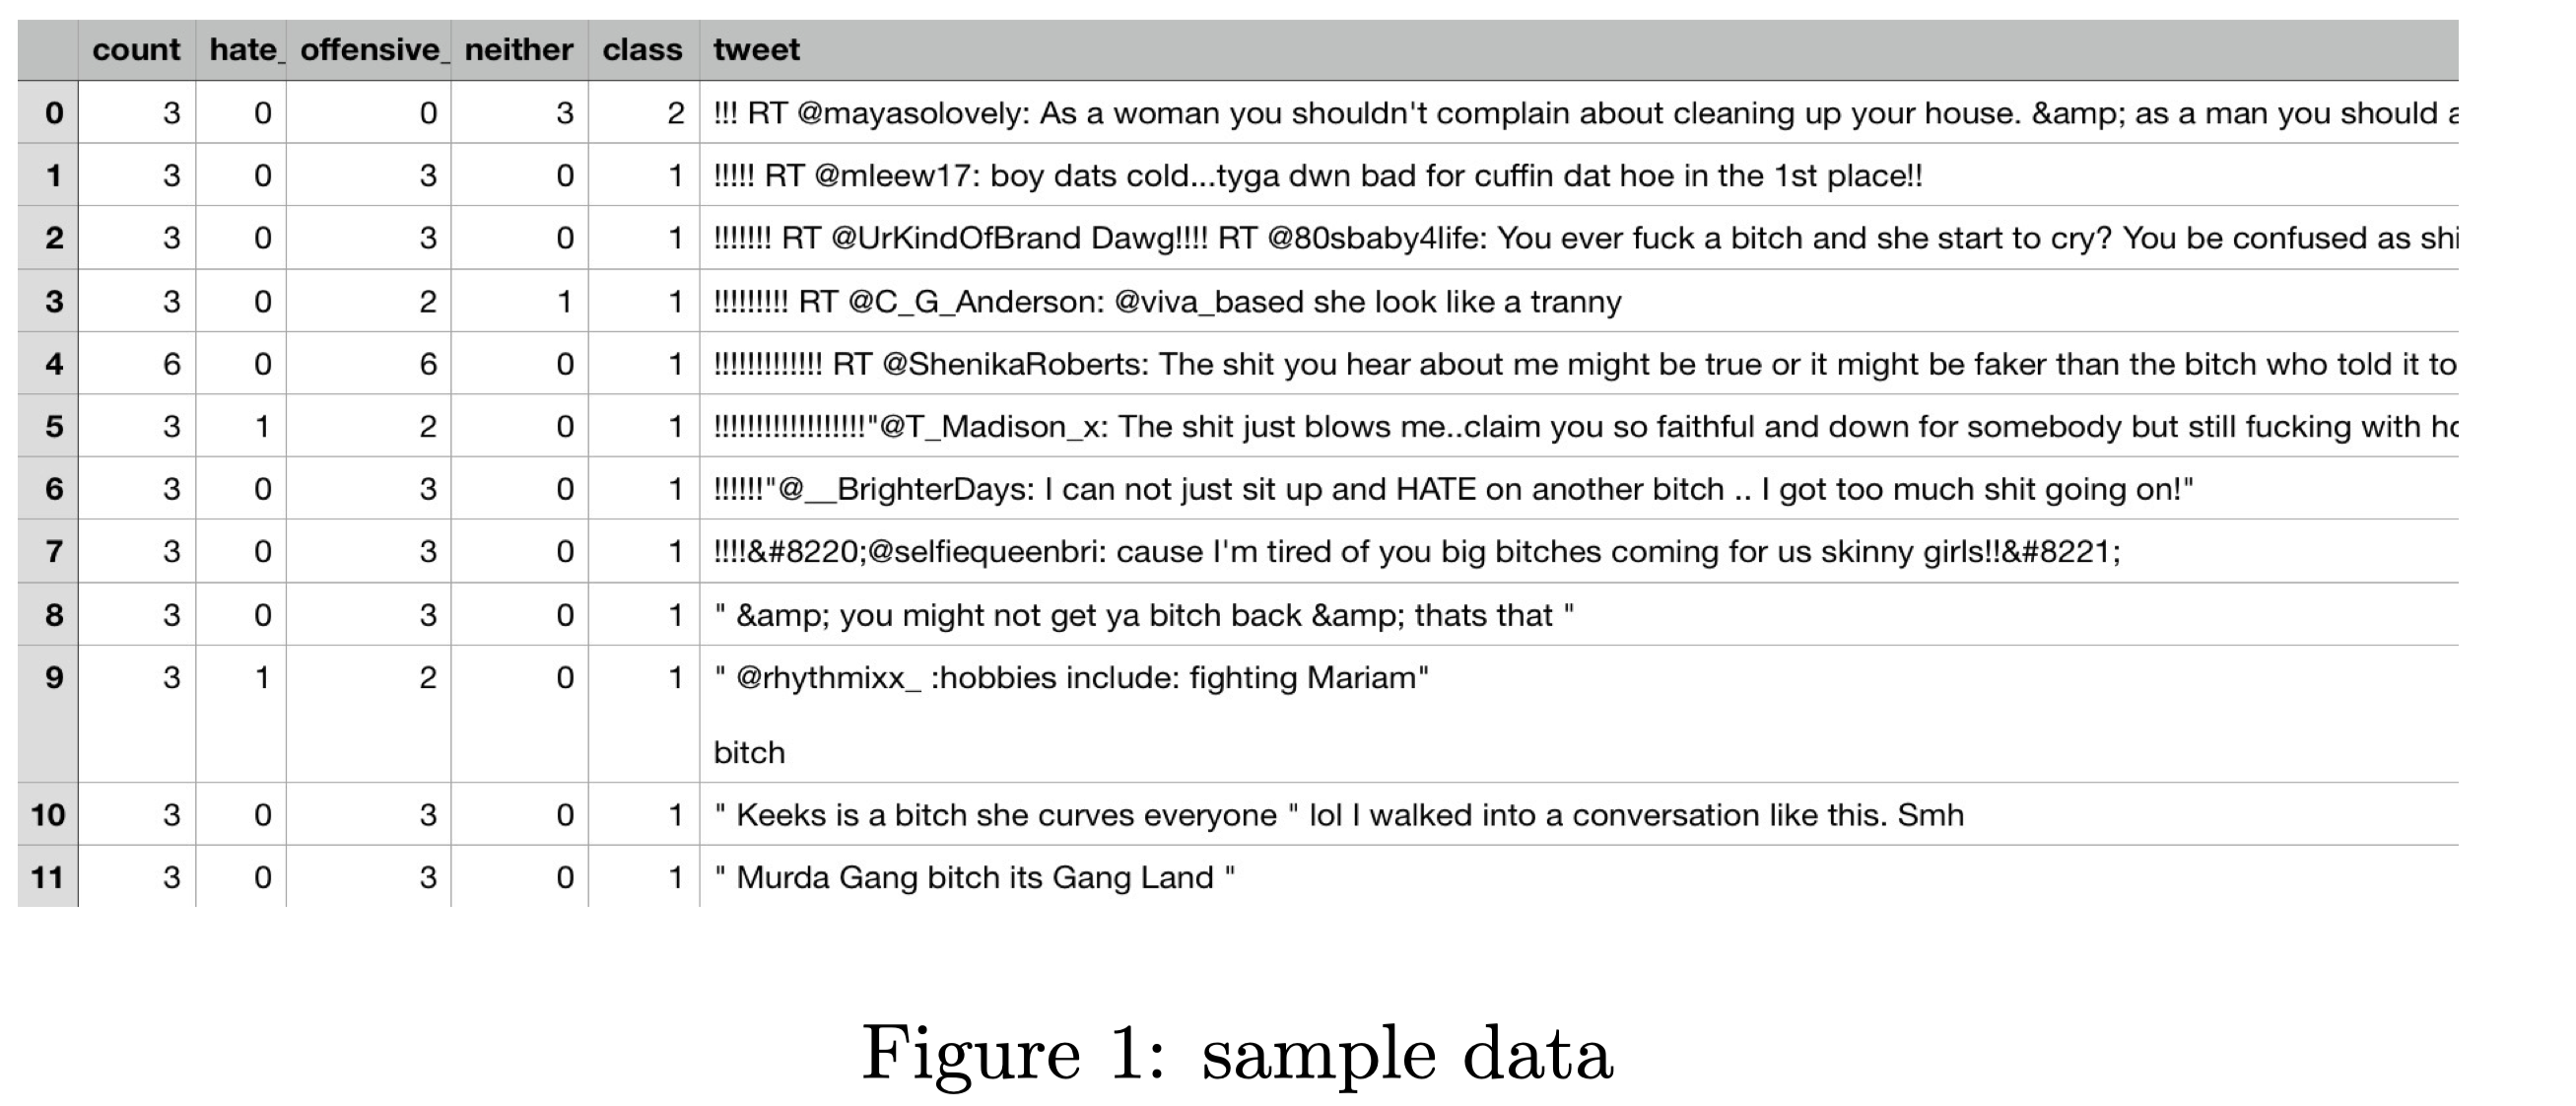 count hate_ offensive_ neither class tweet
0 3 0 0 3 2 !!! RT @mayasolovely: As a woman you shouldn't complain about cleaning up your house. &amp; as a man you should a
1 3 0 3 0 1 !!!!! RT @mleew17: boy dats cold...tyga dwn bad for cuffin dat hoe in the 1st place!!
2 3 0 3 0 1 !!!!!!! RT @UrKindOfBrand Dawg!!!! RT @80sbaby4life: You ever fuck a bitch and she start to cry? You be confused as shi
3 3 0 2 1 1 !!!!!!!!! RT @C_G_Anderson: @viva_based she look like a tranny
4 6 0 6 0 1 !!!!!!!!!!!!! RT @ShenikaRoberts: The shit you hear about me might be true or it might be faker than the bitch who told it to
5 3 1 2 0 1 !!!!!!!!!!!!!!!!!!"@T_Madison_x: The shit just blows me..claim you so faithful and down for somebody but still fucking with ho
6 3 0 3 0 1 !!!!!!"@__BrighterDays: I can not just sit up and HATE on another bitch .. I got too much shit going on!"
7 3 0 3 0 1 !!!!&#8220;@selfiequeenbri: cause I'm tired of you big bitches coming for us skinny girls!!&#8221;
8 3 0 3 0 1 " &amp; you might not get ya bitch back &amp; thats that "
9 3 1 2 0 1 " @rhythmixx_ :hobbies include: fighting Mariam"
bitch
10 3 0 3 0 1 " Keeks is a bitch she curves everyone " lol I walked into a conversation like this. Smh
11 3 0 3 0 1 " Murda Gang bitch its Gang Land "
Figure 1: sample data